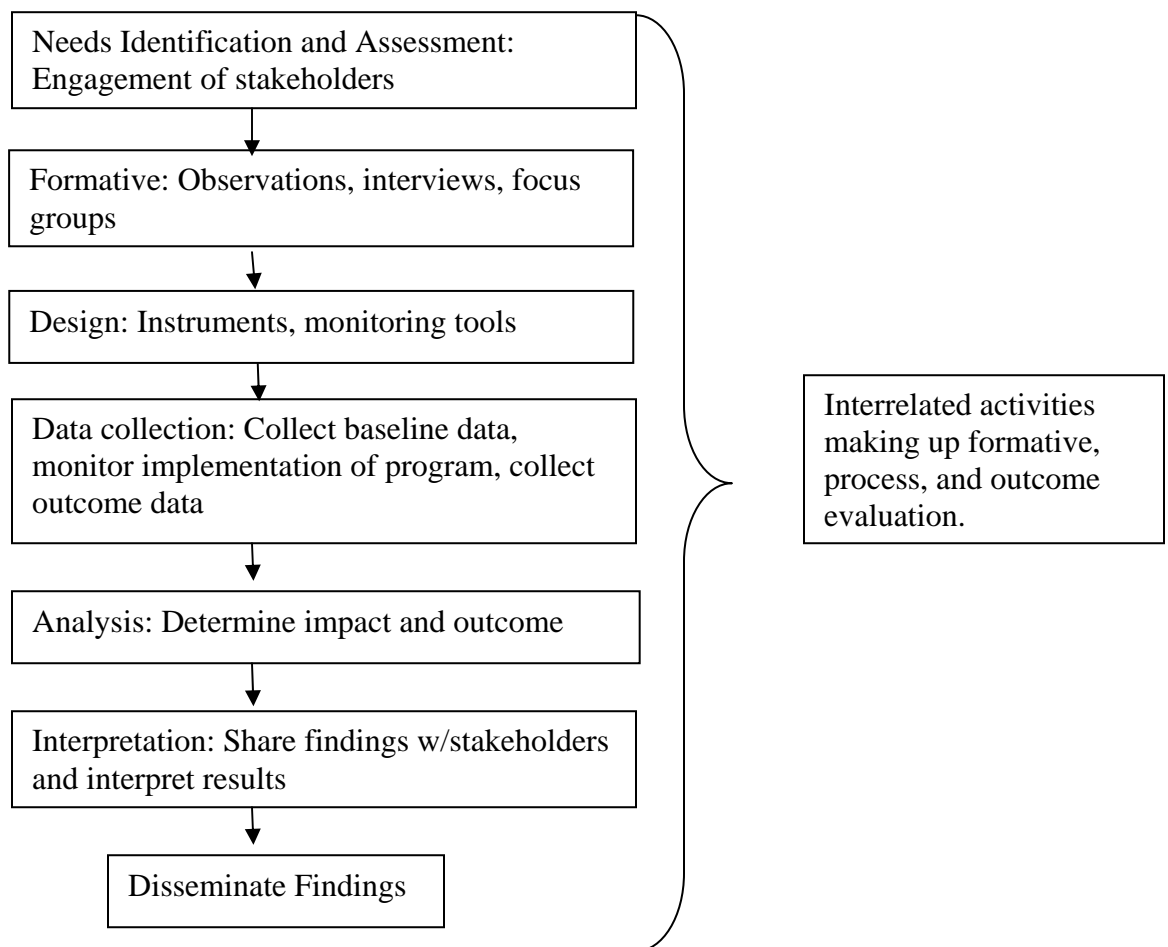 Needs Identification and Assessment:
Engagement of stakeholders
Formative: Observations, interviews, focus
groups
Design: Instruments, monitoring tools
Data collection: Collect baseline data,
monitor implementation of program, collect
outcome data
Analysis: Determine impact and outcome
Interpretation: Share findings w/stakeholders
and interpret results
Disseminate Findings
Interrelated activities
making up formative,
process, and outcome
evaluation.